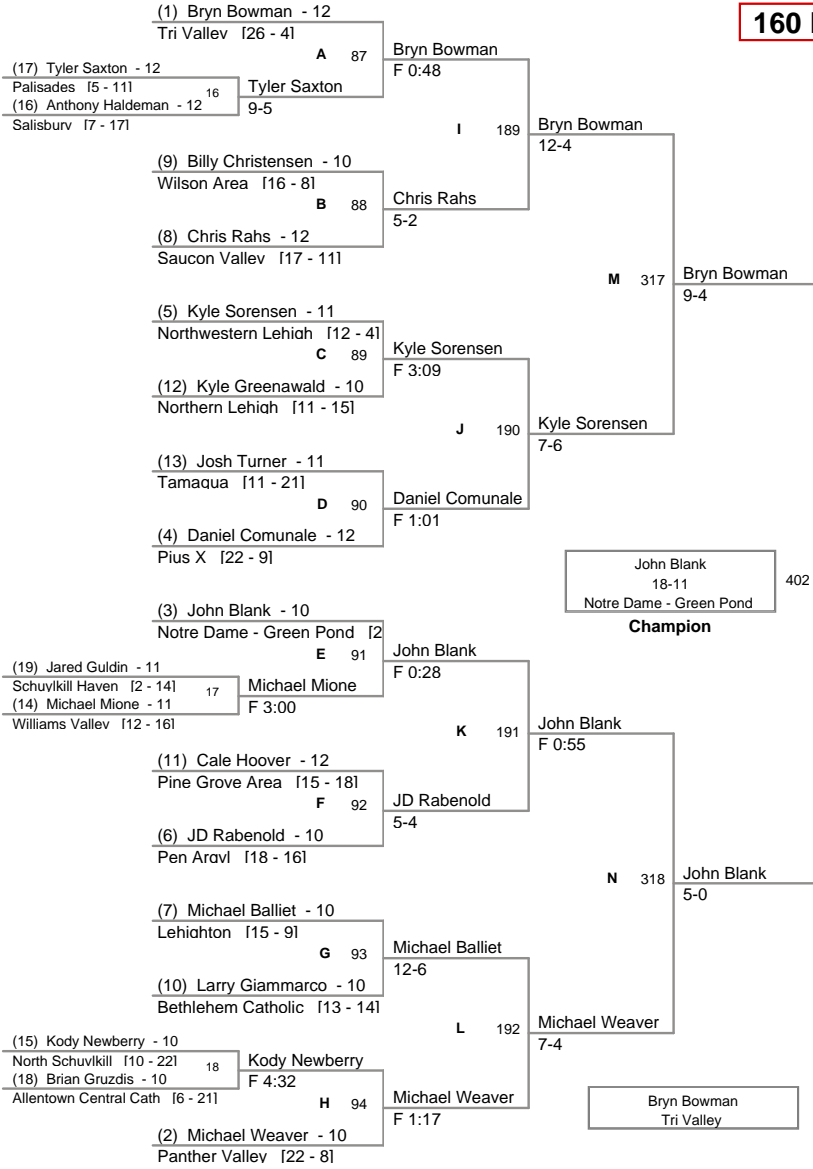 160
(1) Bryn Bowman - 12
Tri Valley [26 - 4]
A 87
(17) Tyler Saxton - 12
Palisades [5 - 11]
16
(16) Anthony Haldeman - 12
Salisbury [7 - 17]
Tyler Saxton
9-5
Bryn Bowman
F 0:48
I 189
(9) Billy Christensen - 10
Wilson Area [16 - 8]
B 88
(8) Chris Rahs - 12
Saucon Valley [17 - 11]
Chris Rahs
5-2
Bryn Bowman
12-4
M 317
(5) Kyle Sorensen - 11
Northwestern Lehigh [12 - 4]
C 89
(12) Kyle Greenawald - 10
Northern Lehigh [11 - 15]
Kyle Sorensen
F 3:09
J 190
(13) Josh Turner - 11
Tamaqua [11 - 21]
D 90
(4) Daniel Comunale - 12
Pius X [22 - 9]
Daniel Comunale
F 1:01
Kyle Sorensen
7-6
Bryn Bowman
9-4
John Blank
18-11
Notre Dame - Green Pond
402
Champion
(3) John Blank - 10
Notre Dame - Green Pond [2
E 91
(19) Jared Guldin - 11
Schuylkill Haven [2 - 14]
17
(14) Michael Mione - 11
Williams Valley [12 - 16]
Michael Mione
F 3:00
John Blank
F 0:28
K 191
(11) Cale Hoover - 12
Pine Grove Area [15 - 18]
F 92
(6) JD Rabenold - 10
Pen Argyl [18 - 16]
JD Rabenold
5-4
John Blank
F 0:55
N 318
(7) Michael Balliet - 10
Lehighton [15 - 9]
G 93
(10) Larry Giammarco - 10
Bethlehem Catholic [13 - 14]
Michael Balliet
12-6
L 192
(15) Kody Newberry - 10
North Schuylkill [10 - 22]
18
(18) Brian Gruzdis - 10
Allentown Central Cath [6 - 21]
Kody Newberry
F 4:32
H 94
(2) Michael Weaver - 10
Panther Valley [22 - 8]
Michael Weaver
F 1:17
Michael Weaver
7-4
John Blank
5-0
Bryn Bowman
Tri Valley